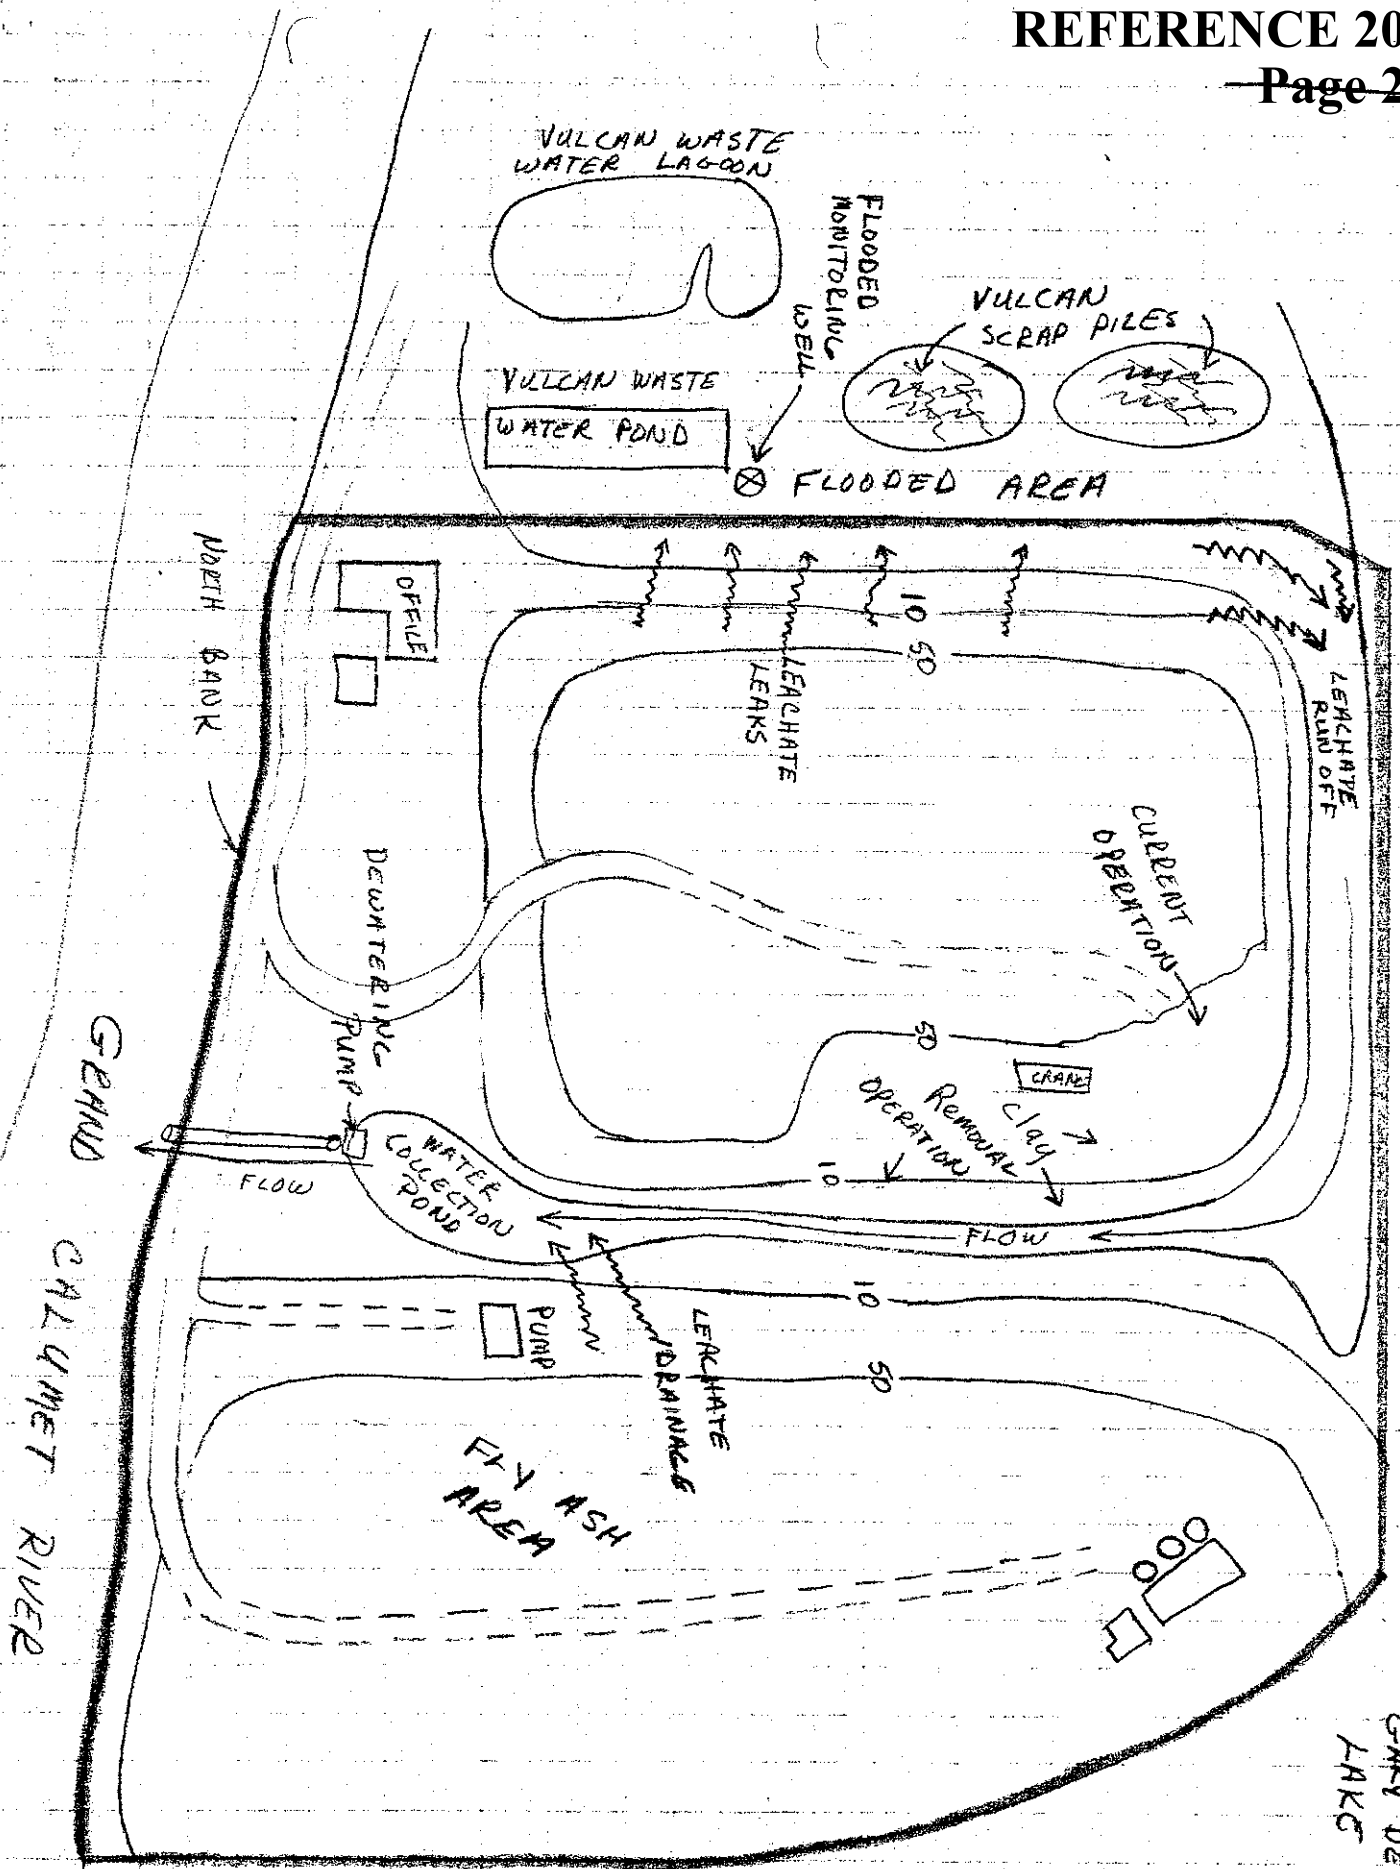 REFERENCE 20
Page 2
VULCAN WASTE
WATER LAGOON
FLOODED
MONITORING
WELL
VULCAN
SCRAP PILES
VULCAN WASTE
WATER POND
FLOODED AREA
NORTH BANK
OFFICE
10
50
LEACHATE
LEAKS
LEACHATE
RUN OFF
CURRENT
OPERATION
DEWATERING
PUMP
50
CRANE
Clay
Removal
OPERATION
GRAND CALUMET RIVER
FLOW
WATER
COLLECTION
POND
10
FLOW
10
PUMP
LEACHATE
DRAINAGE
50
FLY ASH
AREA
LAKE